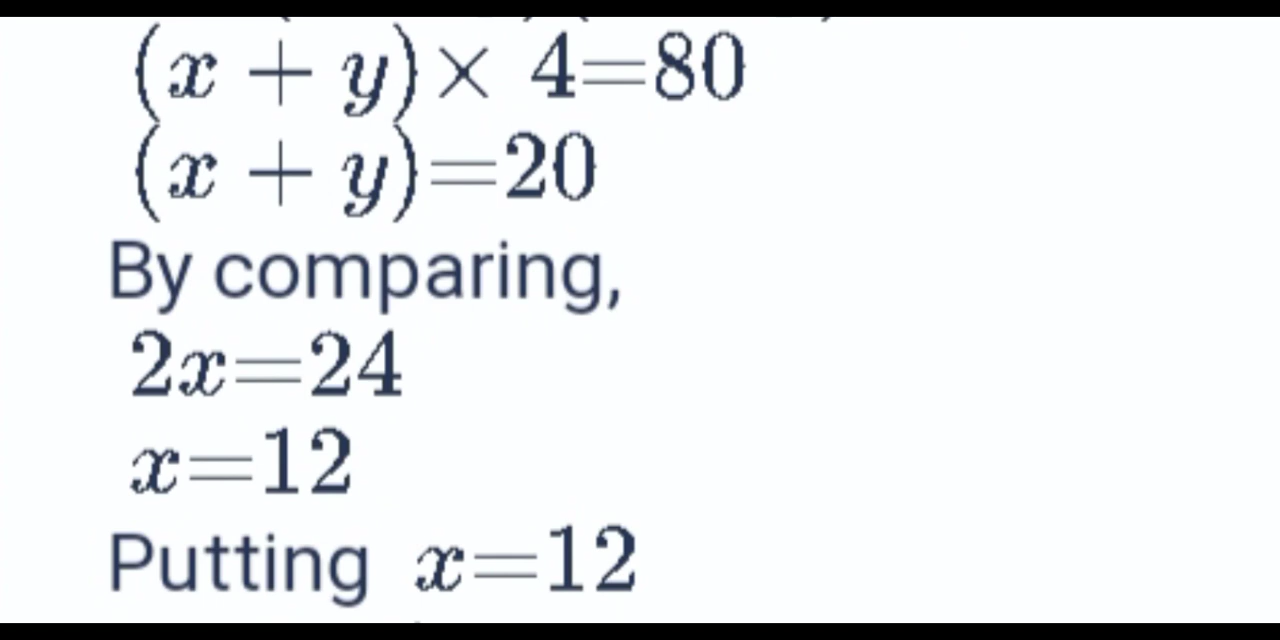 (x + y)× 4=80
(x + y)=20
By comparing,
2x=24
x=12
Putting x=12